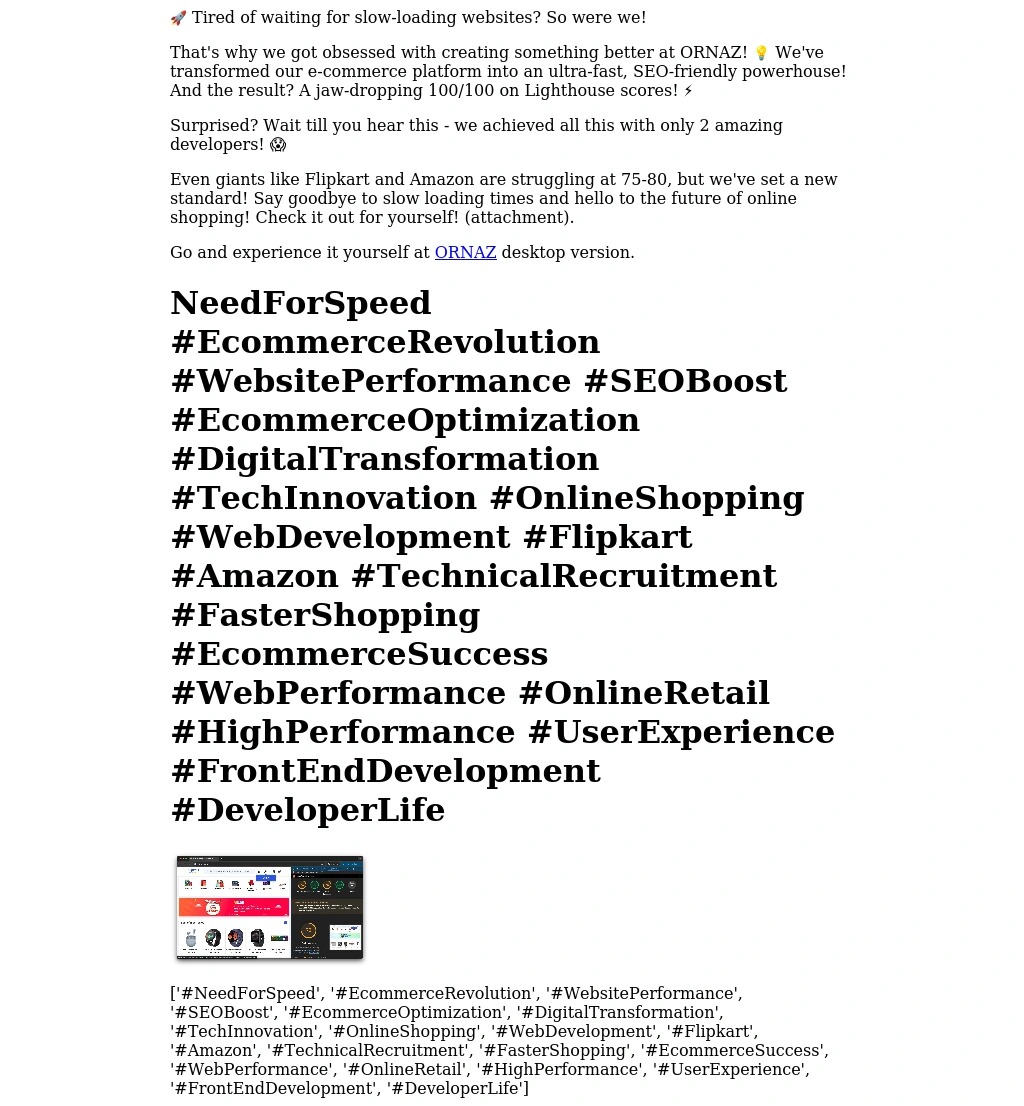 🚀 Tired of waiting for slow-loading websites? So were we!
That's why we got obsessed with creating something better at ORNAZ! 💡 We've
transformed our e-commerce platform into an ultra-fast, SEO-friendly powerhouse!
And the result? A jaw-dropping 100/100 on Lighthouse scores! ⚡
Surprised? Wait till you hear this - we achieved all this with only 2 amazing
developers! 😱
Even giants like Flipkart and Amazon are struggling at 75-80, but we've set a new
standard! Say goodbye to slow loading times and hello to the future of online
shopping! Check it out for yourself! (attachment).
Go and experience it yourself at ORNAZ desktop version.
NeedForSpeed
#EcommerceRevolution
#WebsitePerformance #SEOBoost
#EcommerceOptimization
#DigitalTransformation
#TechInnovation #OnlineShopping
#WebDevelopment #Flipkart
#Amazon #TechnicalRecruitment
#FasterShopping
#EcommerceSuccess
#WebPerformance #OnlineRetail
#HighPerformance #UserExperience
#FrontEndDevelopment
#DeveloperLife
['#NeedForSpeed', '#EcommerceRevolution', '#WebsitePerformance',
'#SEOBoost', '#EcommerceOptimization', '#DigitalTransformation',
'#TechInnovation', '#OnlineShopping', '#WebDevelopment', '#Flipkart',
'#Amazon', '#TechnicalRecruitment', '#FasterShopping', '#EcommerceSuccess',
'#WebPerformance', '#OnlineRetail', '#HighPerformance', '#UserExperience',
'#FrontEndDevelopment', '#DeveloperLife']